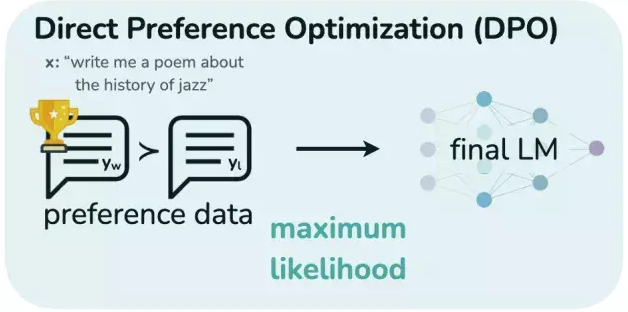 Direct Preference Optimization (DPO)
x: “write me a poem about
the history of jazz”
y_w > y_l
preference data
maximum
likelihood
final LM